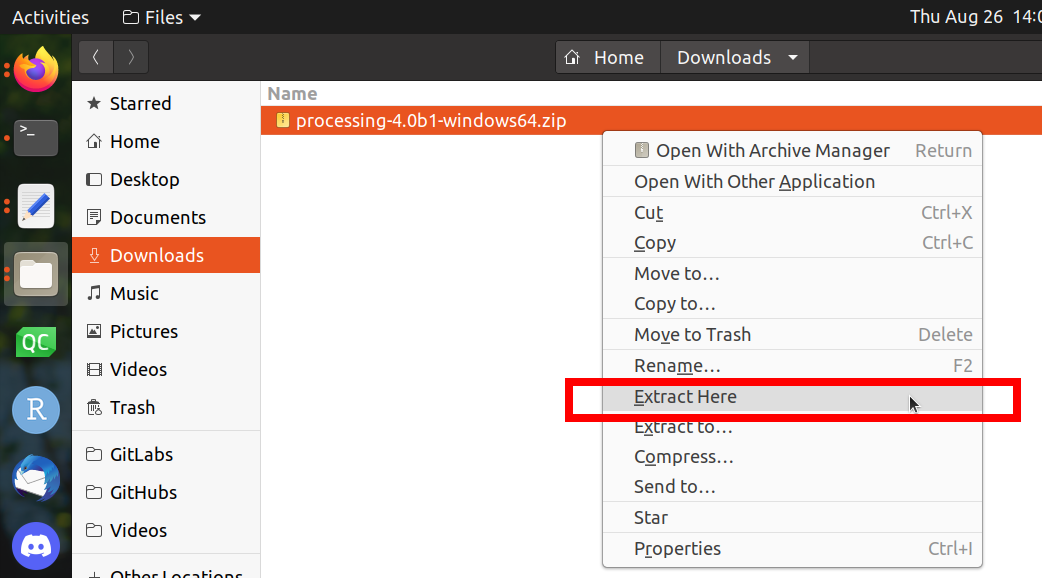 Activities
Files
Thu Aug 26 14:0
Home
Downloads
Starred
Home
Desktop
Documents
Downloads
Music
Pictures
Videos
Trash
GitLabs
GitHubs
Videos
Other Locations
Name
processing-4.0b1-windows64.zip
Open With Archive Manager Return
Open With Other Application
Cut Ctrl+X
Copy Ctrl+C
Move to…
Copy to…
Move to Trash Delete
Rename… F2
Extract Here
Extract to…
Compress…
Send to…
Star
Properties Ctrl+I
>_
QC
R